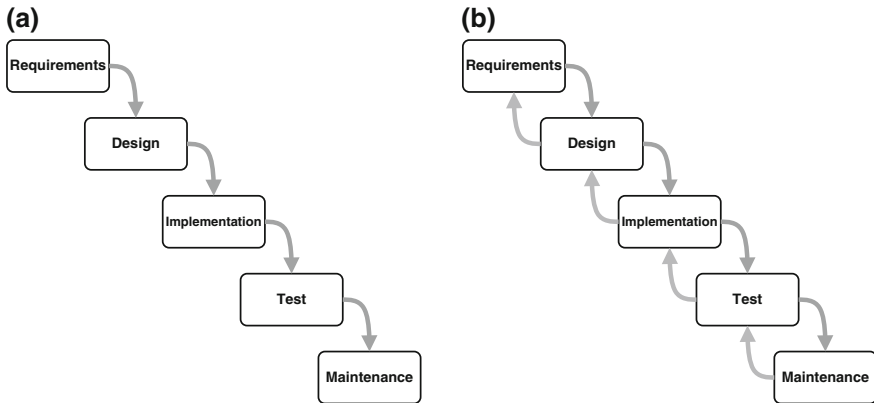 (a)
Requirements
Design
Implementation
Test
Maintenance
(b)
Requirements
Design
Implementation
Test
Maintenance